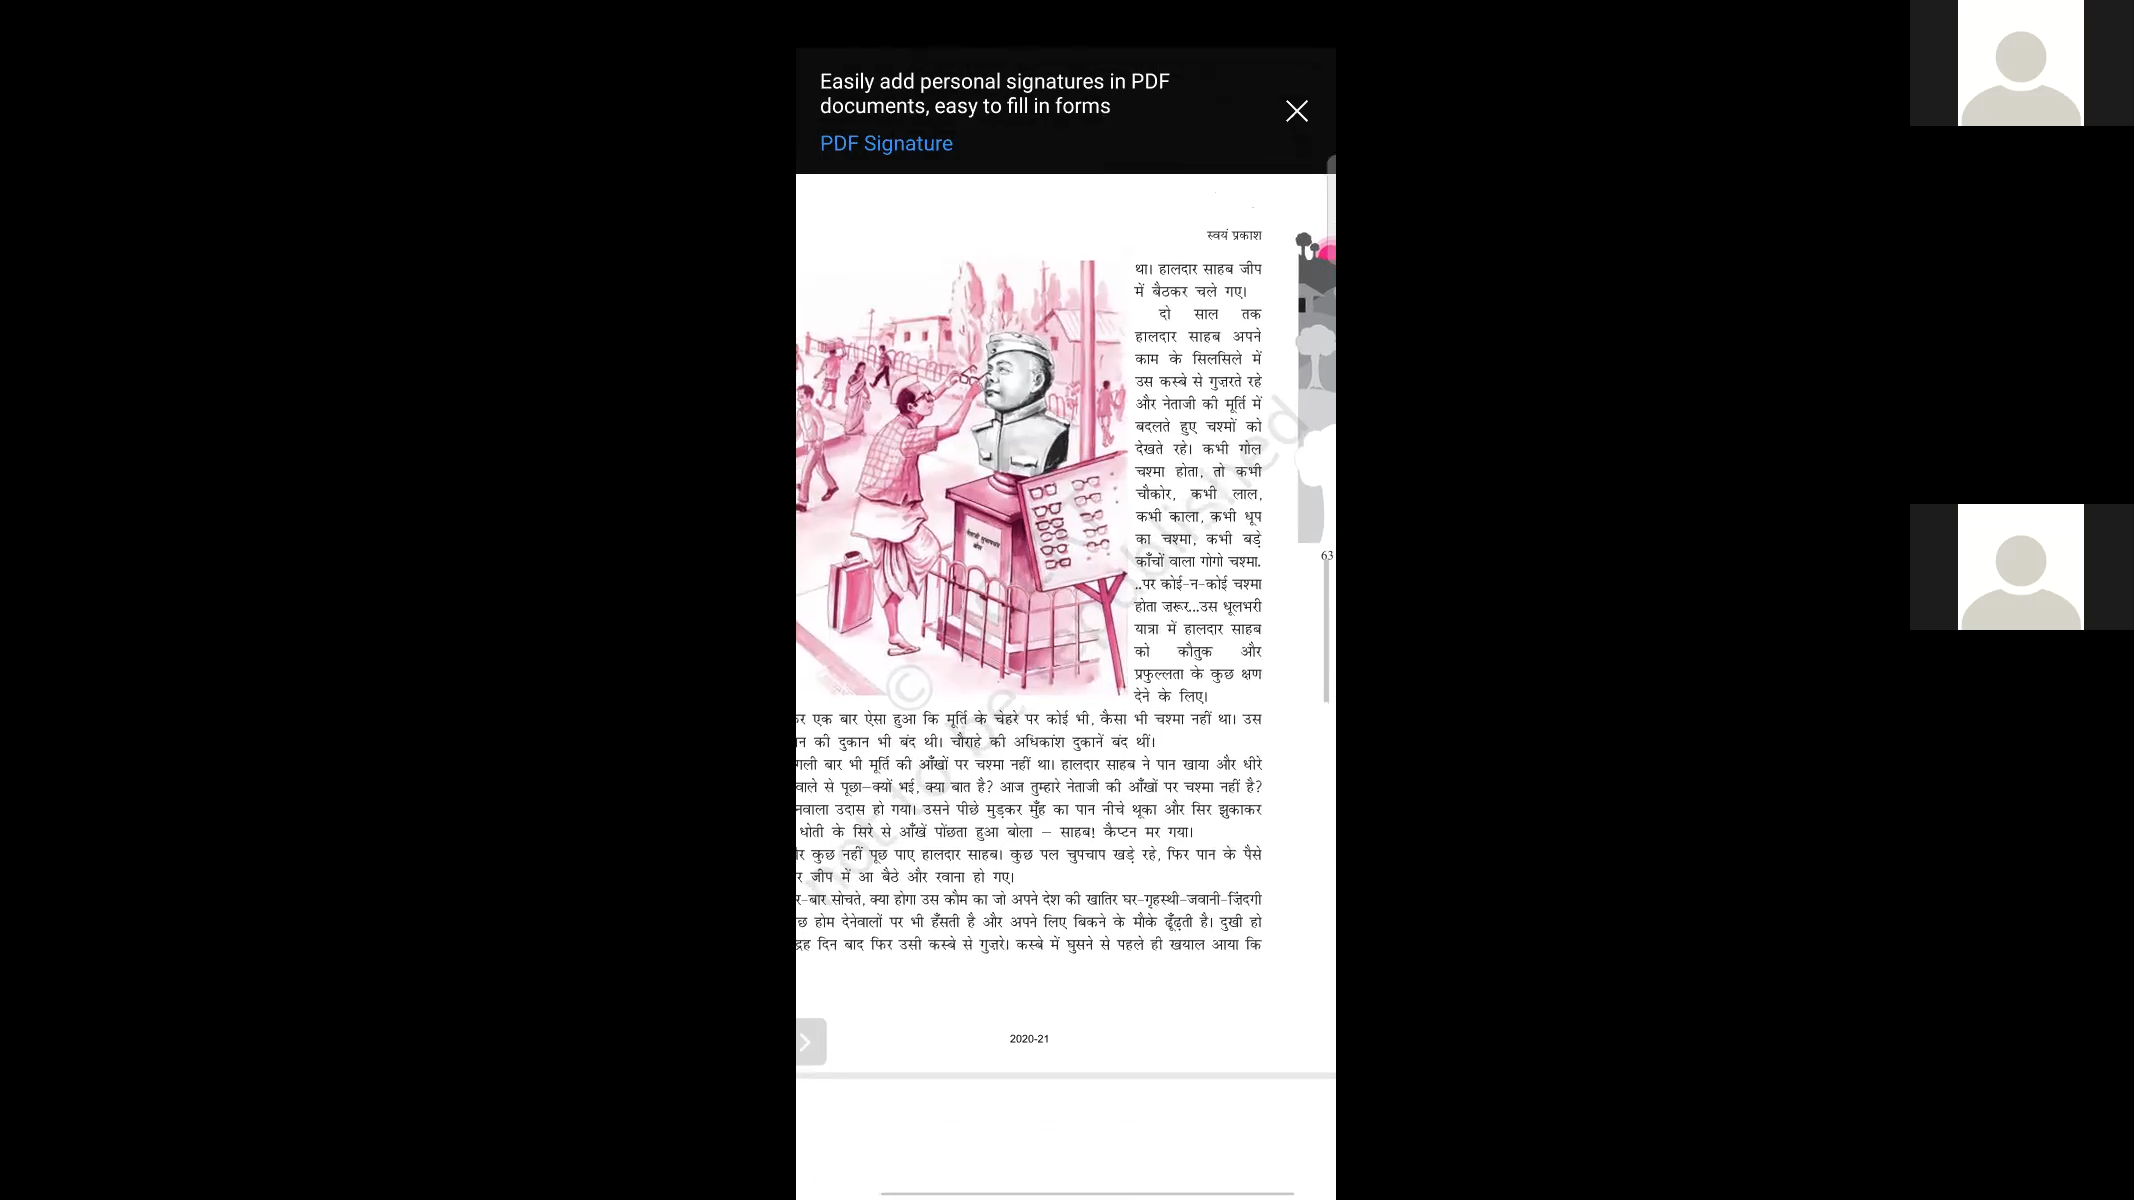 Easily add personal signatures in PDF
documents, easy to fill in forms
PDF Signature
स्वयं प्रकाश
था। हालदार साहब जीप
में बैठकर चले गए।
दो साल तक
हालदार साहब अपने
काम के सिलसिले में
उस कस्बे से गुज़रते रहे
और नेताजी की मूर्ति में
बदलते हुए चश्मों को
देखते रहे। कभी गोल
चश्मा होता, तो कभी
चौकोर, कभी लाल,
कभी काला, कभी धूप
का चश्मा, कभी बड़े
काँचों वाला गोगो चश्मा.
..पर कोई-न-कोई चश्मा
होता ज़रूर...उस धूलभरी
यात्रा में हालदार साहब
को कौतुक और
प्रफुल्लता के कुछ क्षण
देने के लिए।
नेताजी सुभाषचंद्र
बोस
63
एक बार ऐसा हुआ कि मूर्ति के चेहरे पर कोई भी, कैसा भी चश्मा नहीं था। उस
की दुकान भी बंद थी। चौराहे की अधिकांश दुकानें बंद थीं।
बार भी मूर्ति की आँखों पर चश्मा नहीं था। हालदार साहब ने पान खाया और धीरे
वाले से पूछा—क्यों भई, क्या बात है? आज तुम्हारे नेताजी की आँखों पर चश्मा नहीं है?
नवाला उदास हो गया। उसने पीछे मुड़कर मुँह का पान नीचे थूका और सिर झुकाकर
धोती के सिरे से आँखें पोंछता हुआ बोला – साहब! कैप्टन मर गया।
कुछ नहीं पूछ पाए हालदार साहब। कुछ पल चुपचाप खड़े रहे, फिर पान के पैसे
र जीप में आ बैठे और रवाना हो गए।
र-बार सोचते, क्या होगा उस कौम का जो अपने देश की खातिर घर-गृहस्थी-जवानी-ज़िंदगी
छ होम देनेवालों पर भी हँसती है और अपने लिए बिकने के मौके ढूँढ़ती है। दुखी हो
द्रह दिन बाद फिर उसी कस्बे से गुज़रे। कस्बे में घुसने से पहले ही खयाल आया कि
© not to be republished
2020-21